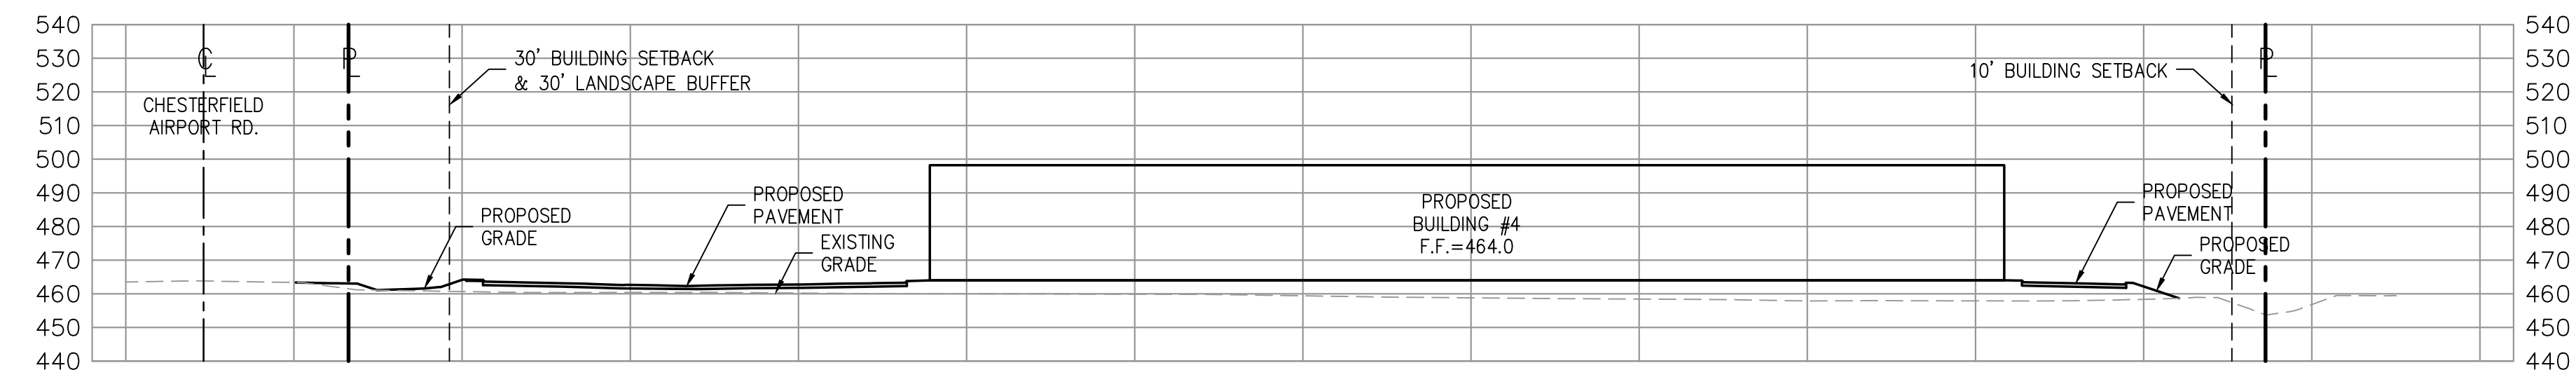 540
530
520
510
500
490
480
470
460
450
440
℄
CHESTERFIELD
AIRPORT RD.
PL
30' BUILDING SETBACK
& 30' LANDSCAPE BUFFER
PROPOSED
GRADE
PROPOSED
PAVEMENT
EXISTING
GRADE
PROPOSED
BUILDING #4
F.F.=464.0
10' BUILDING SETBACK
PL
PROPOSED
PAVEMENT
PROPOSED
GRADE
540
530
520
510
500
490
480
470
460
450
440